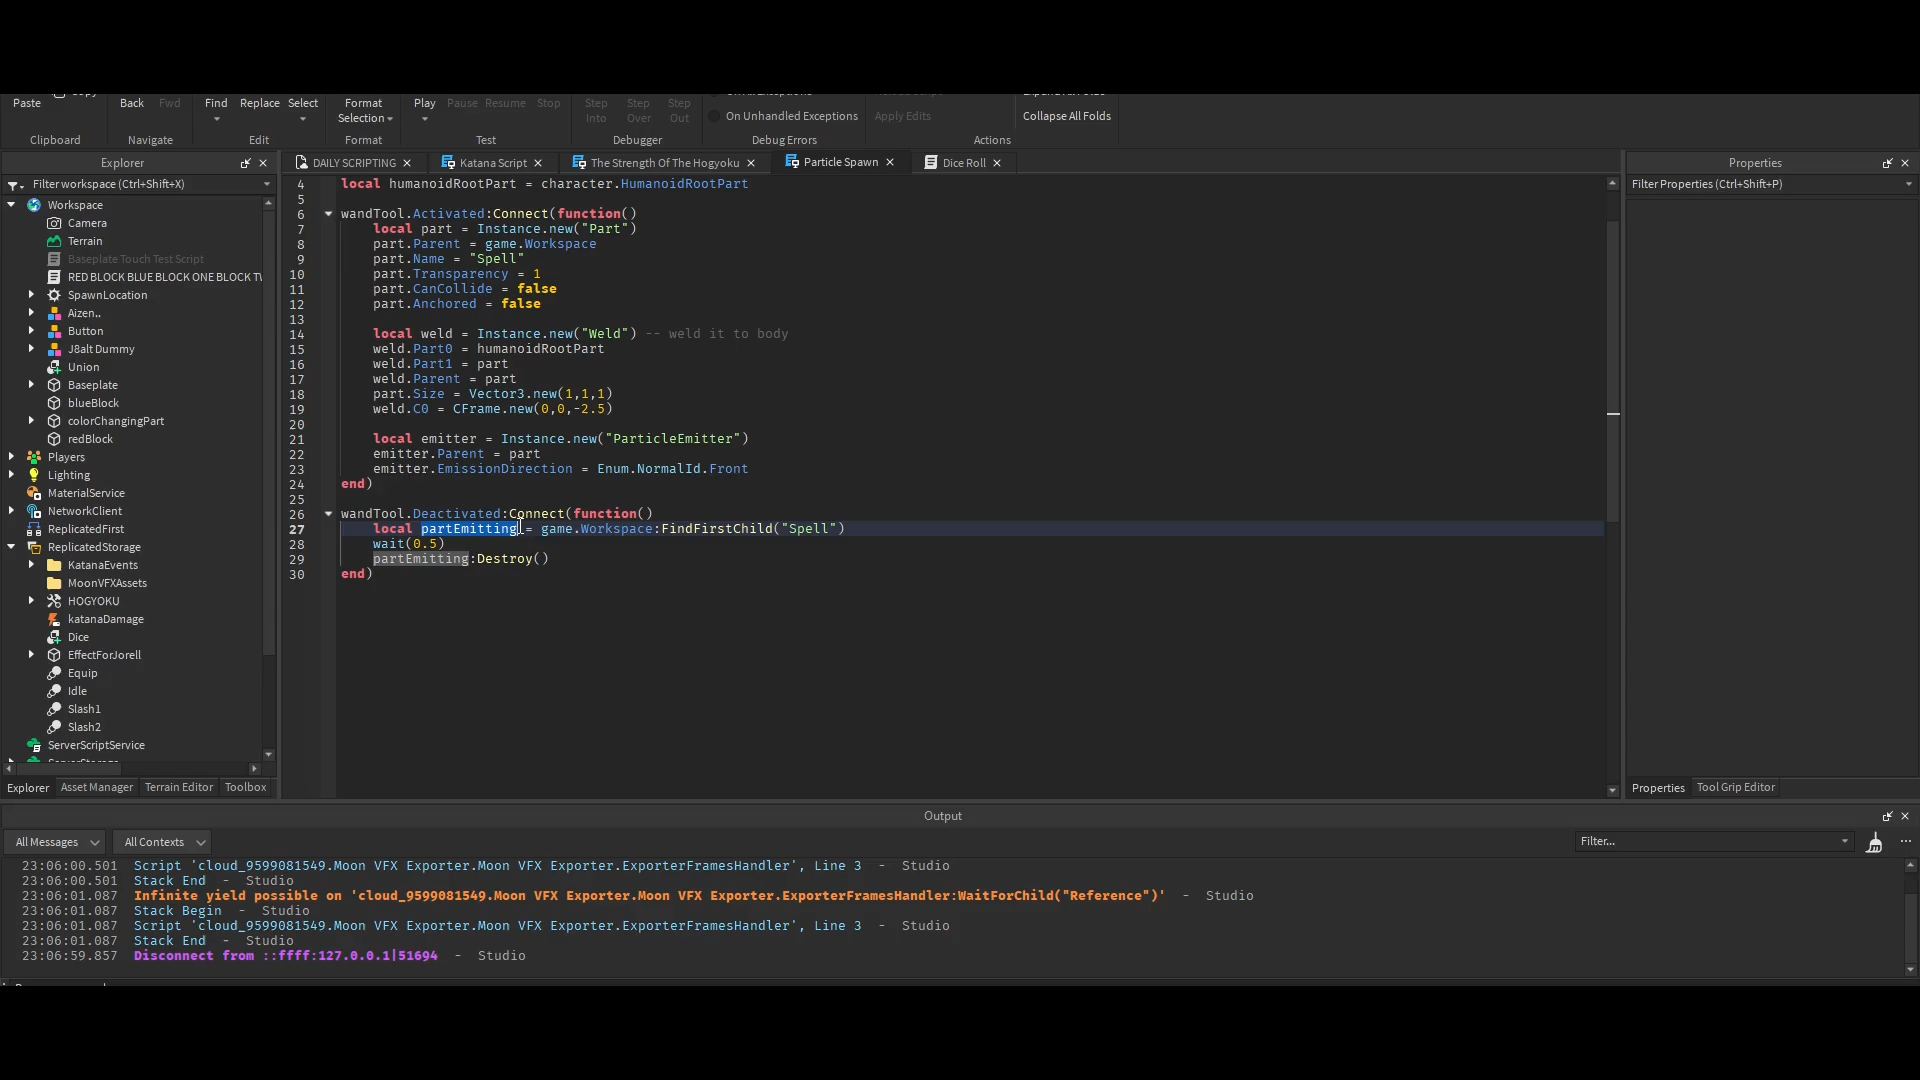 Paste
Back Fwd
Find Replace Select
Format
Selection
Play Pause Resume Stop
Step Step Step
Into Over Out
On Unhandled Exceptions
Apply Edits
Collapse All Folds
Clipboard Navigate Edit Format Test Debugger Debug Errors Actions
Explorer
DAILY SCRIPTING
Katana Script
The Strength Of The Hogyoku
Particle Spawn
Dice Roll
Properties
Filter workspace (Ctrl+Shift+X)
Filter Properties (Ctrl+Shift+P)
Workspace
Camera
Terrain
Baseplate Touch Test Script
RED BLOCK BLUE BLOCK ONE BLOCK TW
SpawnLocation
Aizen..
Button
J8alt Dummy
Union
Baseplate
blueBlock
colorChangingPart
redBlock
Players
Lighting
MaterialService
NetworkClient
ReplicatedFirst
ReplicatedStorage
KatanaEvents
MoonVFXAssets
HOGYOKU
katanaDamage
Dice
EffectForJorell
Equip
Idle
Slash1
Slash2
ServerScriptService
Explorer Asset Manager Terrain Editor Toolbox
4 local humanoidRootPart = character.HumanoidRootPart
5
6 wandTool.Activated:Connect(function()
7 local part = Instance.new("Part")
8 part.Parent = game.Workspace
9 part.Name = "Spell"
10 part.Transparency = 1
11 part.CanCollide = false
12 part.Anchored = false
13
14 local weld = Instance.new("Weld") -- weld it to body
15 weld.Part0 = humanoidRootPart
16 weld.Part1 = part
17 weld.Parent = part
18 part.Size = Vector3.new(1,1,1)
19 weld.C0 = CFrame.new(0,0,-2.5)
20
21 local emitter = Instance.new("ParticleEmitter")
22 emitter.Parent = part
23 emitter.EmissionDirection = Enum.NormalId.Front
24 end)
25
26 wandTool.Deactivated:Connect(function()
27 local partEmitting = game.Workspace:FindFirstChild("Spell")
28 wait(0.5)
29 partEmitting:Destroy()
30 end)
Properties Tool Grip Editor
Output
All Messages All Contexts
Filter...
23:06:00.501 Script 'cloud_9599081549.Moon VFX Exporter.Moon VFX Exporter.ExporterFramesHandler', Line 3 - Studio
23:06:00.501 Stack End - Studio
23:06:01.087 Infinite yield possible on 'cloud_9599081549.Moon VFX Exporter.Moon VFX Exporter.ExporterFramesHandler:WaitForChild("Reference")' - Studio
23:06:01.087 Stack Begin - Studio
23:06:01.087 Script 'cloud_9599081549.Moon VFX Exporter.Moon VFX Exporter.ExporterFramesHandler', Line 3 - Studio
23:06:01.087 Stack End - Studio
23:06:59.857 Disconnect from ::ffff:127.0.0.1|51694 - Studio